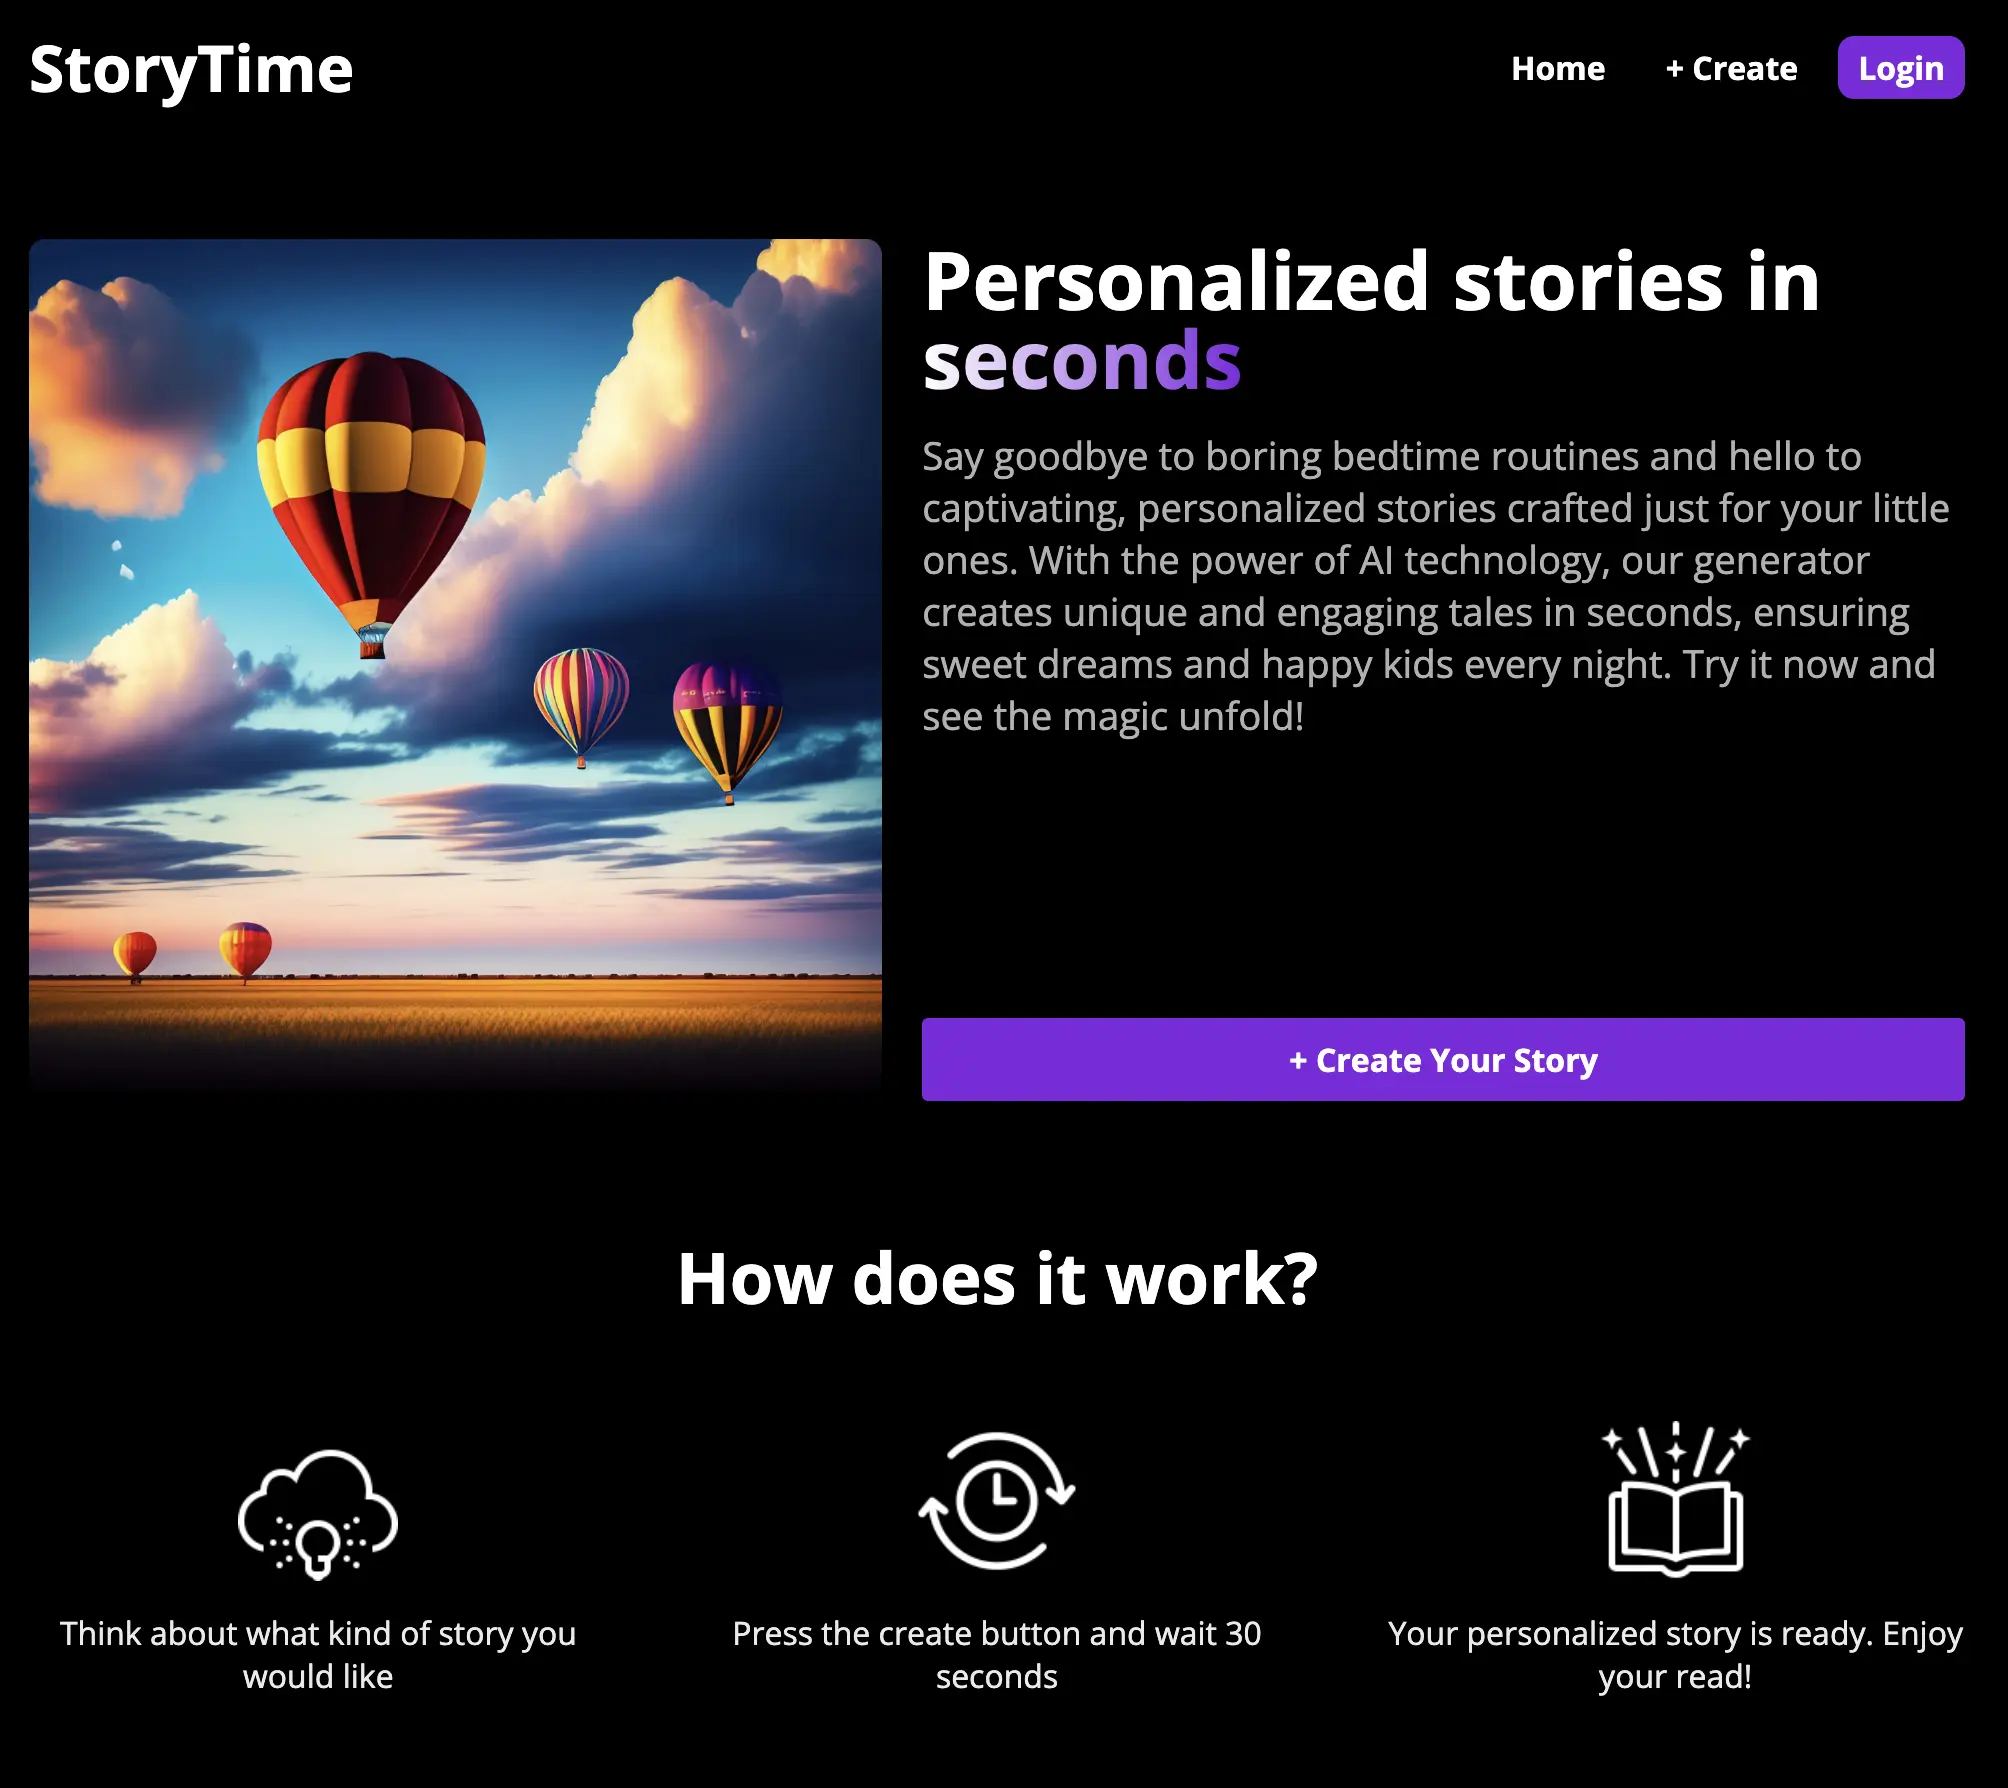 StoryTime
Home
+ Create
Login
Personalized stories in
seconds
Say goodbye to boring bedtime routines and hello to
captivating, personalized stories crafted just for your little
ones. With the power of AI technology, our generator
creates unique and engaging tales in seconds, ensuring
sweet dreams and happy kids every night. Try it now and
see the magic unfold!
+ Create Your Story
How does it work?
Think about what kind of story you
would like
Press the create button and wait 30
seconds
Your personalized story is ready. Enjoy
your read!